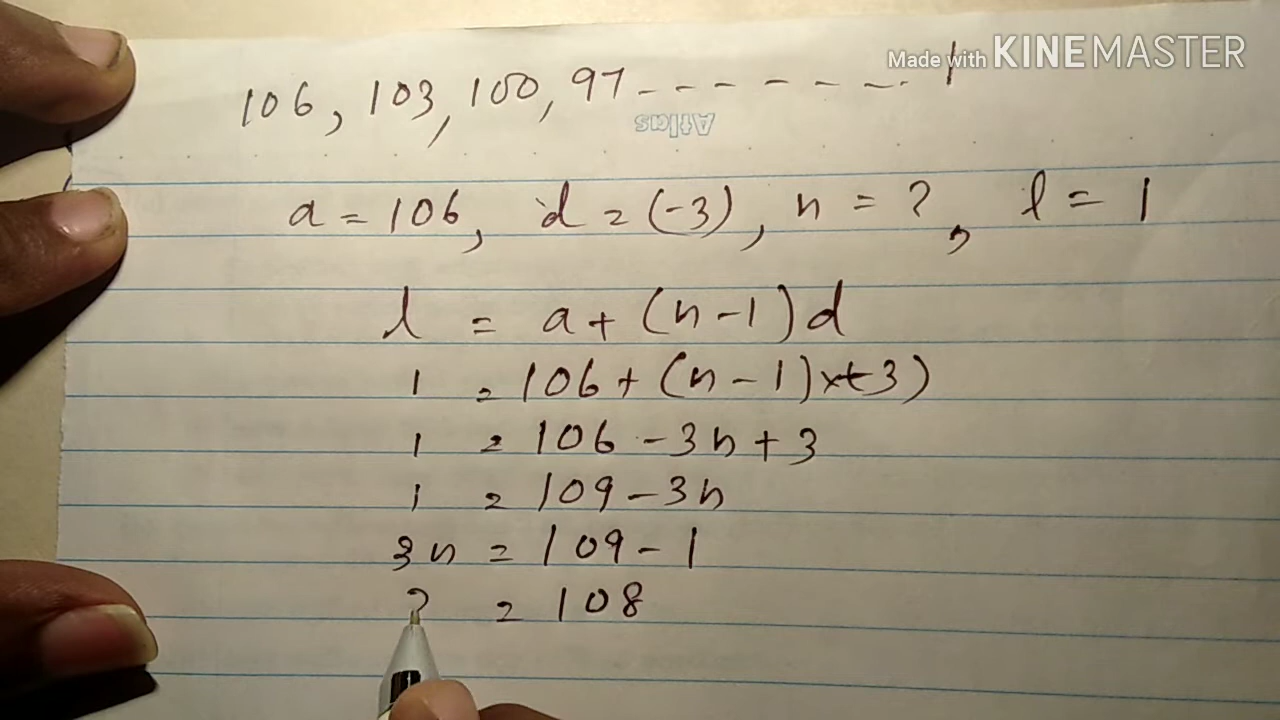 Made with KINEMASTER
106, 103, 100, 97 - - - - - - - . 1
Atlas
a = 106, d = (-3), n = ?, l = 1
l = a + (n - 1) d
1 = 106 + (n - 1) × (-3)
1 = 106 - 3n + 3
1 = 109 - 3n
3n = 109 - 1
= 108